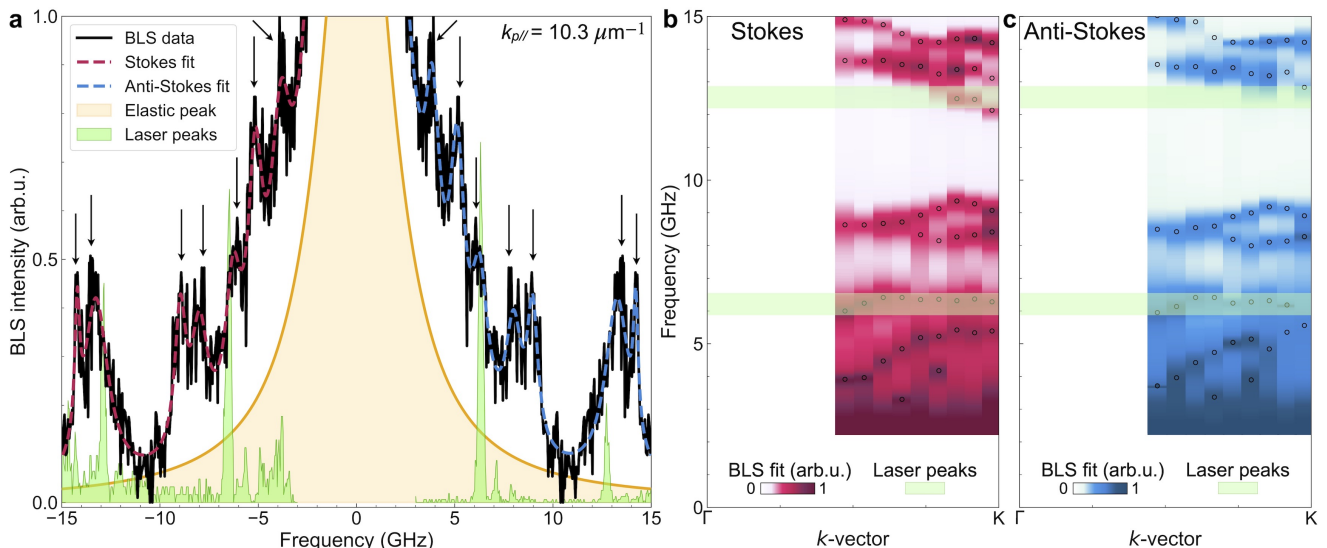 a
1.0
0.5
0.0
BLS intensity (arb.u.)
BLS data
Stokes fit
Anti-Stokes fit
Elastic peak
Laser peaks
k_p// = 10.3 μm⁻¹
−15 −10 −5 0 5 10 15
Frequency (GHz)
b
Stokes
15
10
5
0
Frequency (GHz)
BLS fit (arb.u.) Laser peaks
0 1
Γ K
k-vector
c
Anti-Stokes
BLS fit (arb.u.) Laser peaks
0 1
Γ K
k-vector